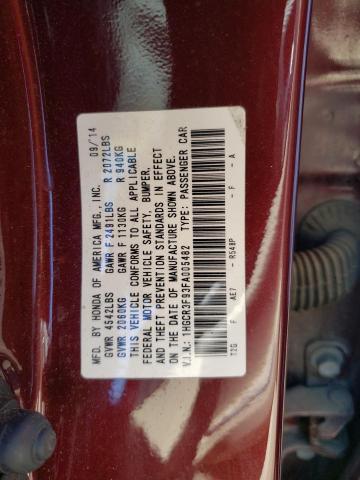 MFD. BY HONDA OF AMERICA MFG., INC. 09/14
GVWR 4542LBS GAWR F 2491LBS R 2072LBS
GVWR 2060KG GAWR F 1130KG R 940KG
THIS VEHICLE CONFORMS TO ALL APPLICABLE
FEDERAL MOTOR VEHICLE SAFETY, BUMPER,
AND THEFT PREVENTION STANDARDS IN EFFECT
ON THE DATE OF MANUFACTURE SHOWN ABOVE.
V.I.N.: 1HGCR3F93FA005482 TYPE: PASSENGER CAR
T2G F AE7 - R548P - F - A